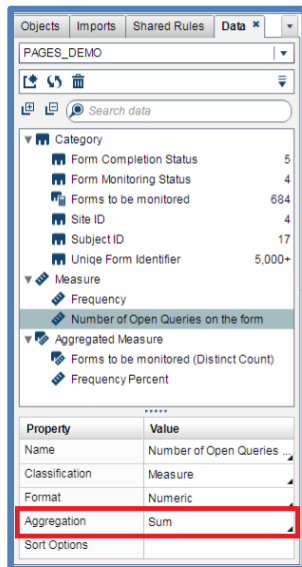 Objects Imports Shared Rules Data ×
PAGES_DEMO
Search data
Category
Form Completion Status 5
Form Monitoring Status 4
Forms to be monitored 684
Site ID 4
Subject ID 17
Uniqe Form Identifier 5,000+
Measure
Frequency
Number of Open Queries on the form
Aggregated Measure
Forms to be monitored (Distinct Count)
Frequency Percent
Property Value
Name Number of Open Queries ...
Classification Measure
Format Numeric
Aggregation Sum
Sort Options